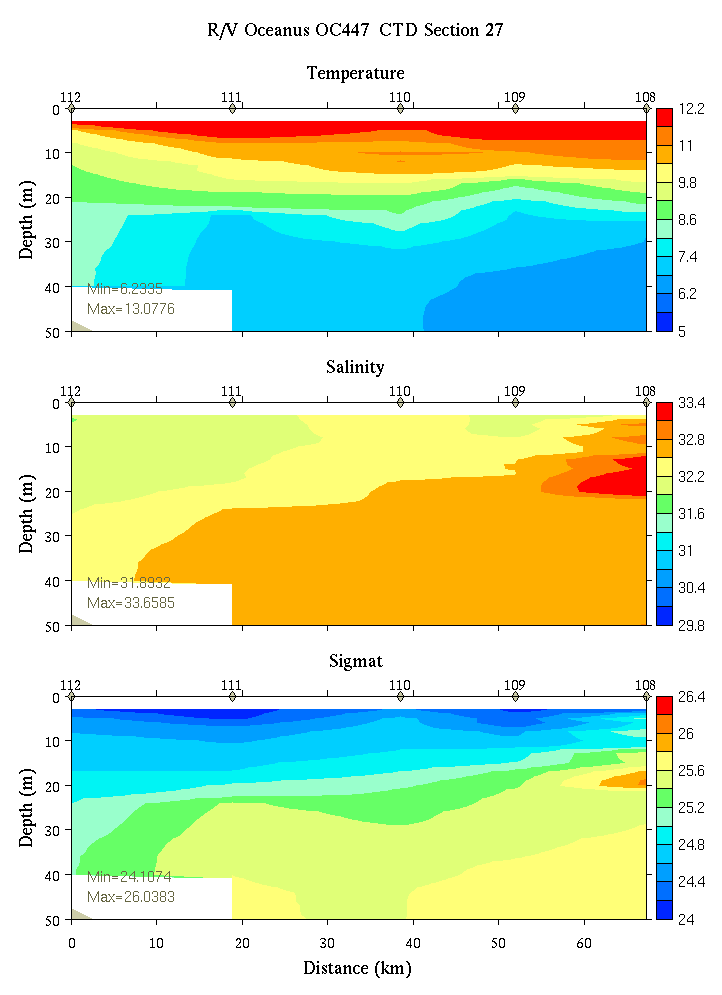 R/V Oceanus OC447 CTD Section 27
Temperature
112 111 110 109 108
0
10
20
30
40
50
Depth (m)
Min=6.2335
Max=13.0776
12.2
11
9.8
8.6
7.4
6.2
5
Salinity
112 111 110 109 108
0
10
20
30
40
50
Depth (m)
Min=31.8932
Max=33.6585
33.4
32.8
32.2
31.6
31
30.4
29.8
Sigmat
112 111 110 109 108
0
10
20
30
40
50
Depth (m)
Min=24.1074
Max=26.0383
26.4
26
25.6
25.2
24.8
24.4
24
0 10 20 30 40 50 60
Distance (km)